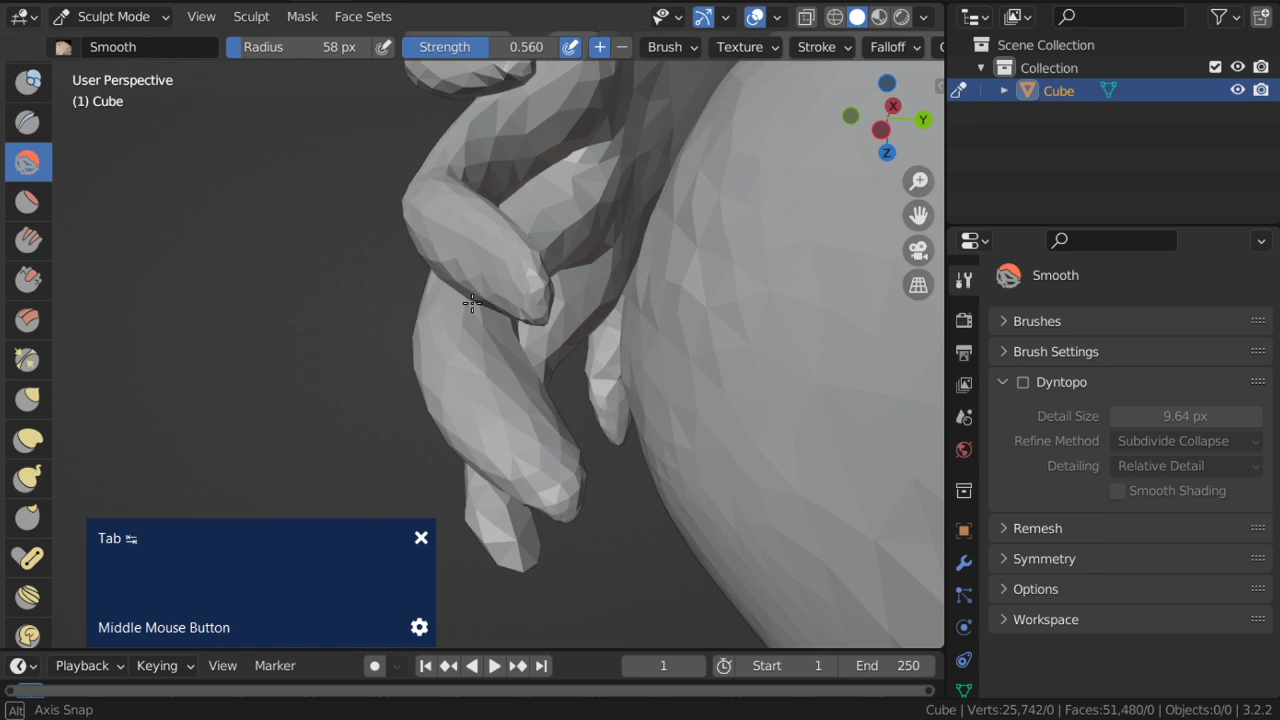 Sculpt Mode View Sculpt Mask Face Sets
Smooth Radius 58 px Strength 0.560 Brush Texture Stroke Falloff
User Perspective
(1) Cube
X
Y
Z
Tab
Middle Mouse Button
Scene Collection
Collection
Cube
Smooth
Brushes
Brush Settings
Dyntopo
Detail Size 9.64 px
Refine Method Subdivide Collapse
Detailing Relative Detail
Smooth Shading
Remesh
Symmetry
Options
Workspace
Playback Keying View Marker 1 Start 1 End 250
Alt Axis Snap Cube | Verts:25,742/0 | Faces:51,480/0 | Objects:0/0 | 3.2.2